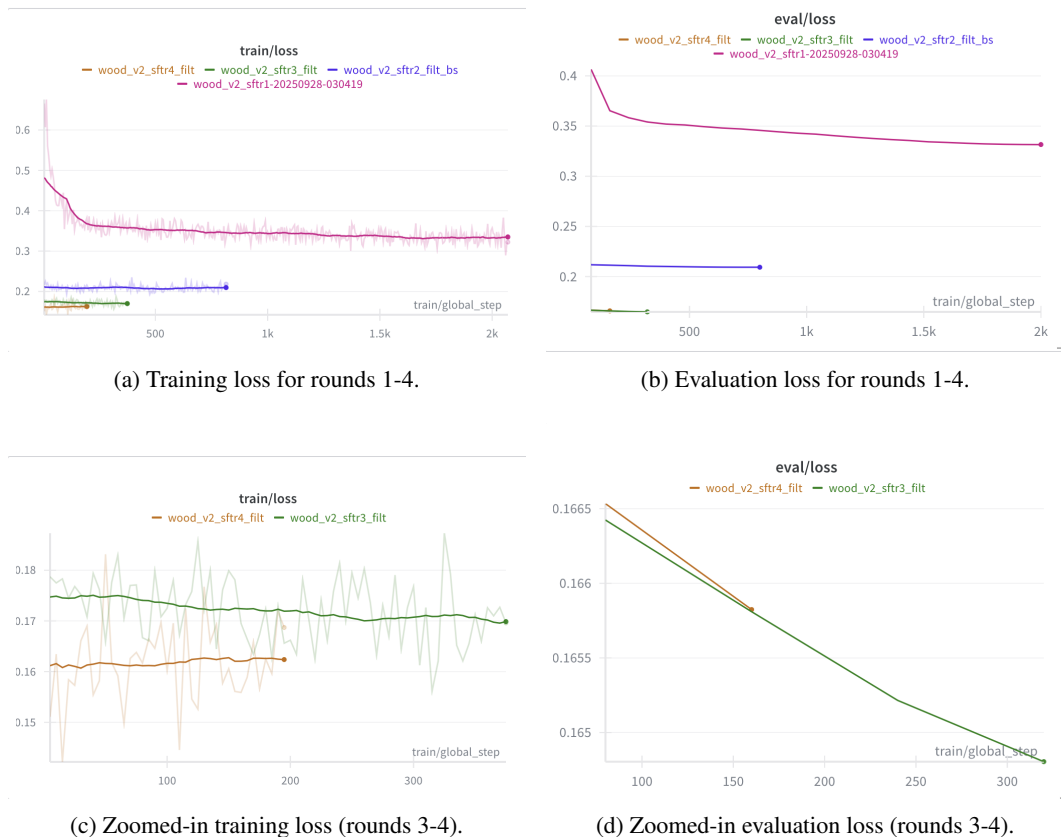 train/loss
wood_v2_sftr4_filt wood_v2_sftr3_filt wood_v2_sftr2_filt_bs
wood_v2_sftr1-20250928-030419
0.6
0.5
0.4
0.3
0.2
train/global_step
500 1k 1.5k 2k
(a) Training loss for rounds 1-4.
eval/loss
wood_v2_sftr4_filt wood_v2_sftr3_filt wood_v2_sftr2_filt_bs
wood_v2_sftr1-20250928-030419
0.4
0.35
0.3
0.25
0.2
train/global_step
500 1k 1.5k 2k
(b) Evaluation loss for rounds 1-4.
train/loss
wood_v2_sftr4_filt wood_v2_sftr3_filt
0.18
0.17
0.16
0.15
train/global_step
100 200 300
(c) Zoomed-in training loss (rounds 3-4).
eval/loss
wood_v2_sftr4_filt wood_v2_sftr3_filt
0.1665
0.166
0.1655
0.165
train/global_step
100 150 200 250 300
(d) Zoomed-in evaluation loss (rounds 3-4).